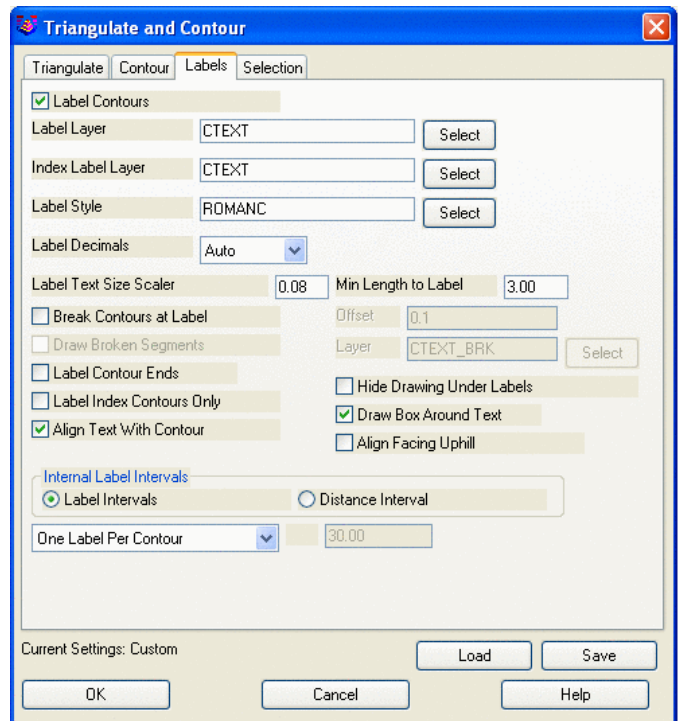 Triangulate and Contour
Triangulate Contour Labels Selection
Label Contours
Label Layer CTEXT Select
Index Label Layer CTEXT Select
Label Style ROMANC Select
Label Decimals Auto
Label Text Size Scaler 0.08 Min Length to Label 3.00
Break Contours at Label Offset 0.1
Draw Broken Segments Layer CTEXT_BRK Select
Label Contour Ends Hide Drawing Under Labels
Label Index Contours Only Draw Box Around Text
Align Text With Contour Align Facing Uphill
Internal Label Intervals
Label Intervals Distance Interval
One Label Per Contour 30.00
Current Settings: Custom Load Save
OK Cancel Help